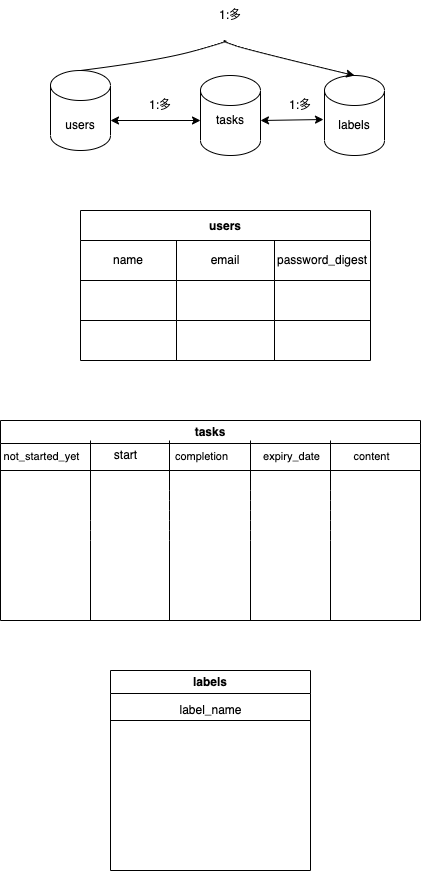 1:多
1:多
1:多
users
tasks
labels
users
name email password_digest
tasks
not_started_yet start completion expiry_date content
labels
label_name